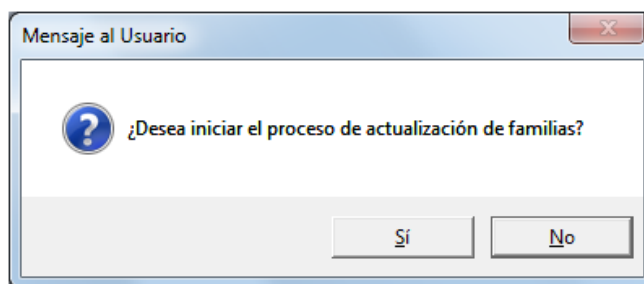 Mensaje al Usuario
¿Desea iniciar el proceso de actualización de familias?
Sí
No